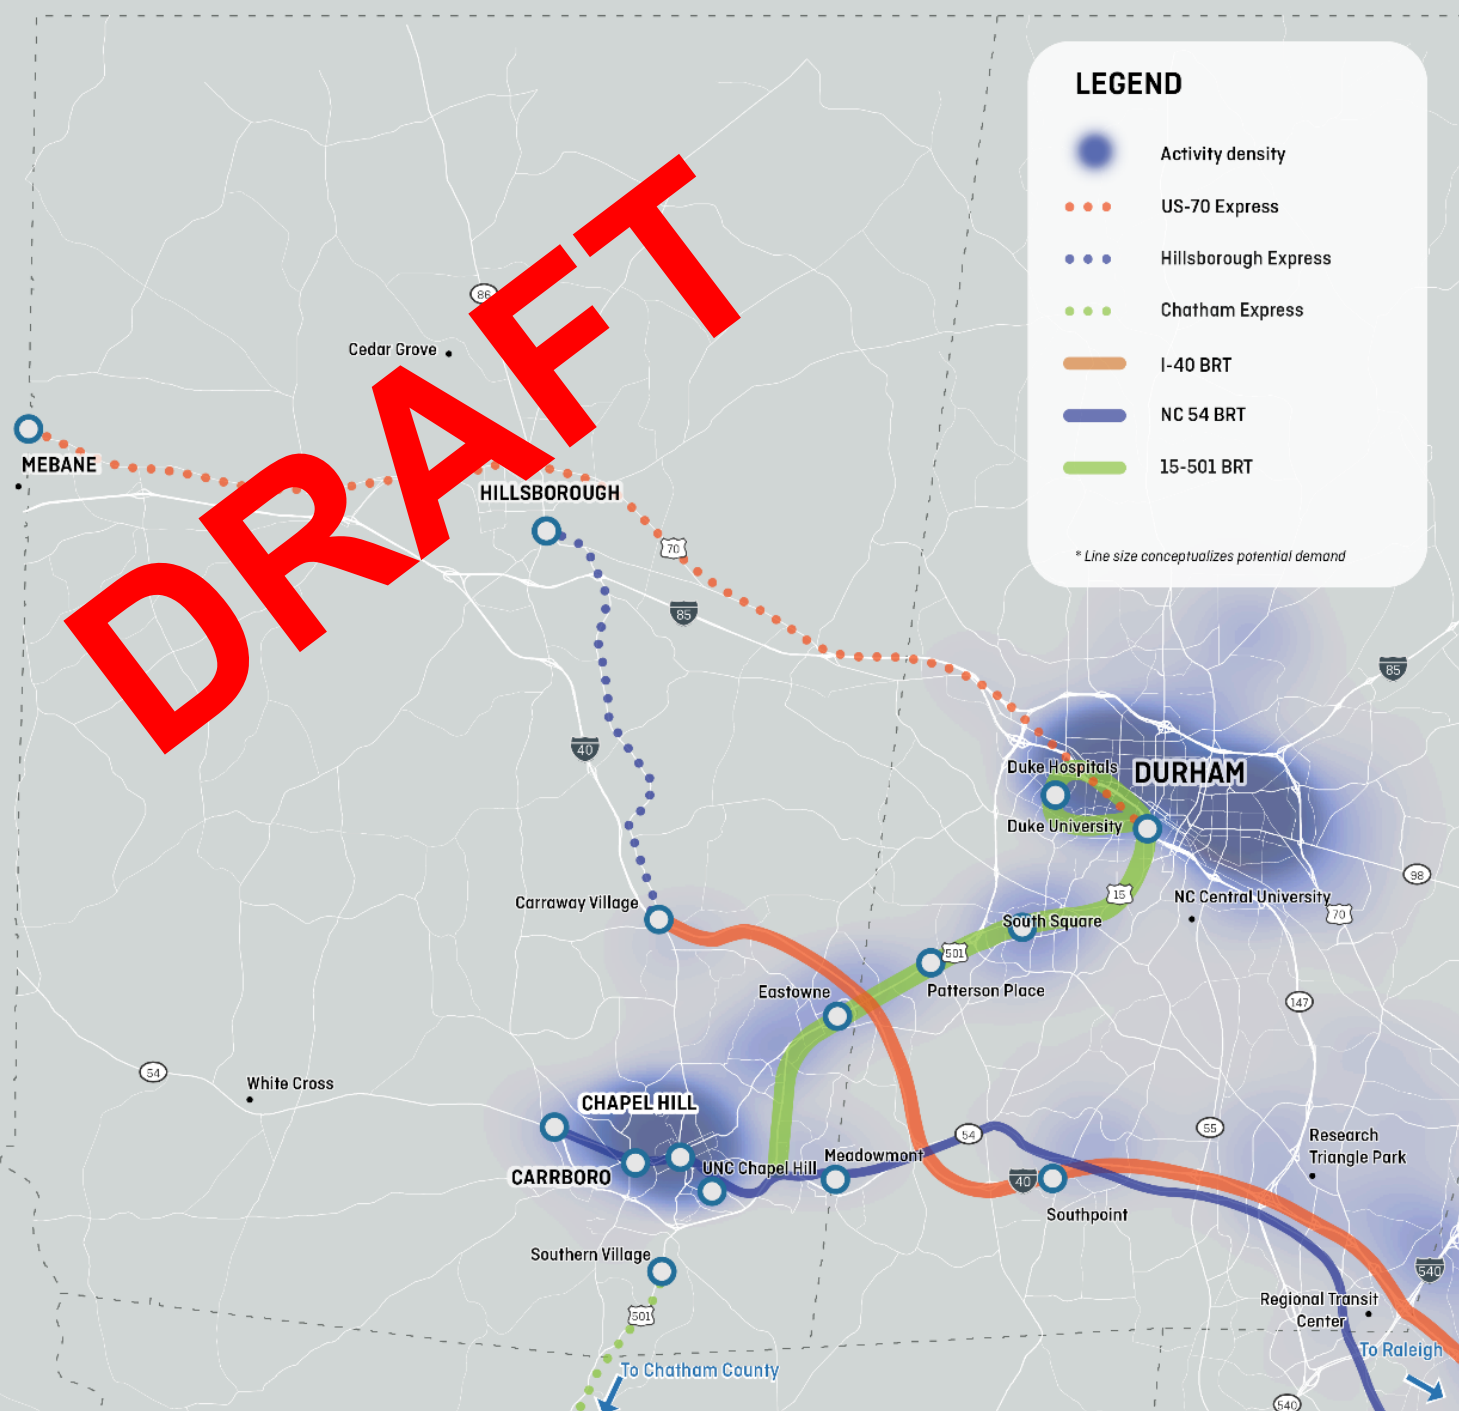 LEGEND
Activity density
US-70 Express
Hillsborough Express
Chatham Express
I-40 BRT
NC 54 BRT
15-501 BRT
* Line size conceptualizes potential demand
DRAFT
86
Cedar Grove
MEBANE
HILLSBOROUGH
70
85
85
40
Duke Hospitals
DURHAM
Duke University
98
15
NC Central University
70
Carraway Village
South Square
501
Eastowne
Patterson Place
147
54
White Cross
CHAPEL HILL
54
55
Research
Triangle Park
Meadowmont
UNC Chapel Hill
CARRBORO
40
Southpoint
Southern Village
540
Regional Transit
Center
501
To Raleigh
To Chatham County
540